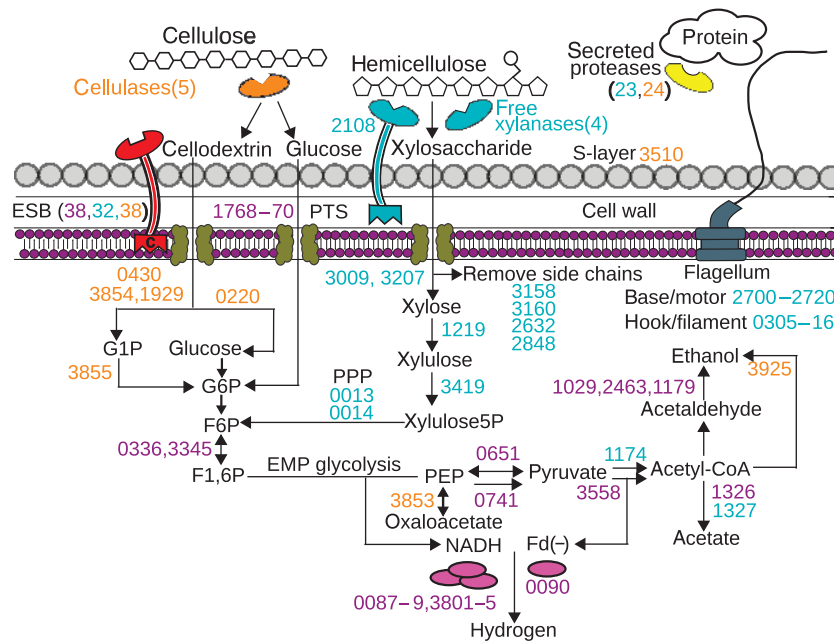 Cellulose
Cellulases(5)
Hemicellulose
2108
Free
xylanases(4)
Secreted
proteases
(23,24)
Protein
Cellodextrin
Glucose
Xylosaccharide
S-layer 3510
ESB (38,32,38)
1768–70
PTS
Cell wall
C
0430
3854,1929
0220
3009, 3207
Remove side chains
3158
3160
2632
2848
Flagellum
Base/motor 2700–2720
Hook/filament 0305–16
Xylose
1219
G1P
Glucose
Xylulose
Ethanol
3925
3855
G6P
PPP
0013
0014
3419
1029,2463,1179
Acetaldehyde
F6P
Xylulose5P
0336,3345
F1,6P
EMP glycolysis
PEP
0651
0741
Pyruvate
1174
3558
Acetyl-CoA
1326
1327
3853
Oxaloacetate
Acetate
NADH
Fd(–)
0087–9,3801–5
0090
Hydrogen